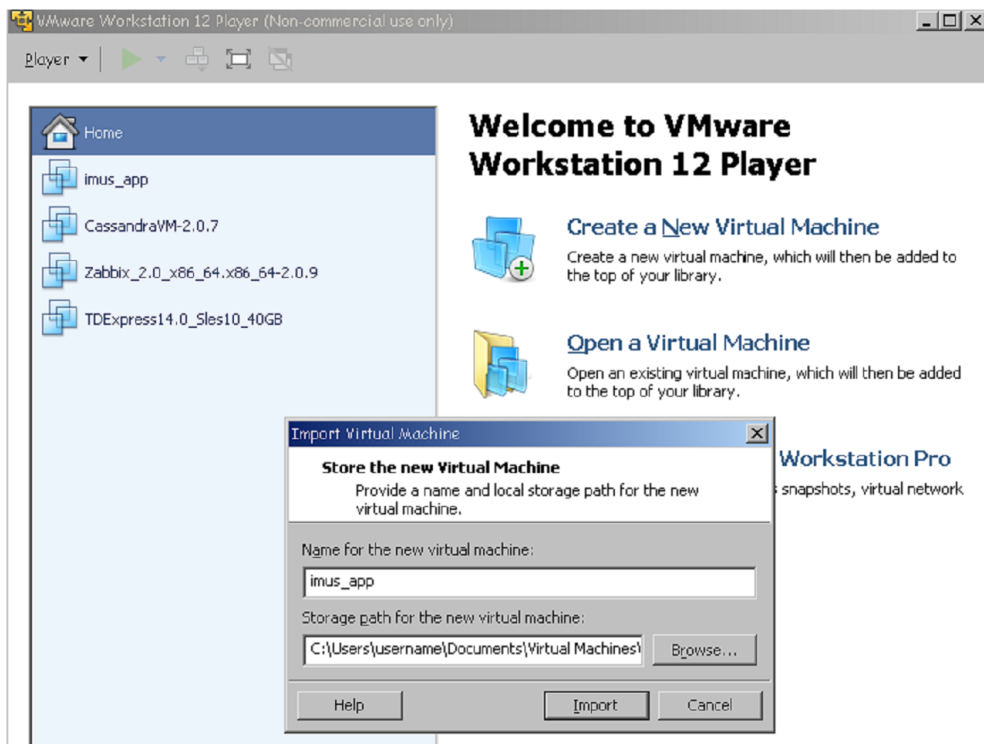 VMware Workstation 12 Player (Non-commercial use only)
Player
Home
imus_app
CassandraVM-2.0.7
Zabbix_2.0_x86_64.x86_64-2.0.9
TDExpress14.0_Sles10_40GB
Welcome to VMware
Workstation 12 Player
Create a New Virtual Machine
Create a new virtual machine, which will then be added to
the top of your library.
Open a Virtual Machine
Open an existing virtual machine, which will then be added
to the top of your library.
Workstation Pro
snapshots, virtual network
Import Virtual Machine
Store the new Virtual Machine
Provide a name and local storage path for the new
virtual machine.
Name for the new virtual machine:
imus_app
Storage path for the new virtual machine:
C:\Users\username\Documents\Virtual Machines\
Browse...
Help
Import
Cancel